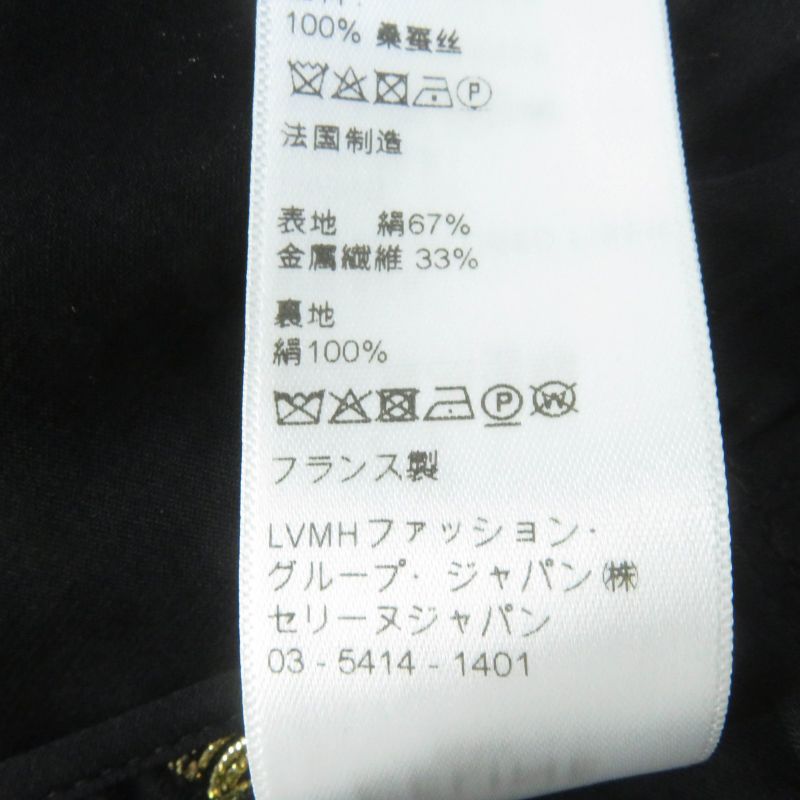 100% 桑蚕丝
P
法国制造
表地 絹67%
金属繊維 33%
裏地
絹100%
P W
フランス製
LVMHファッション・
グループ・ジャパン㈱
セリーヌジャパン
03 - 5414 - 1401